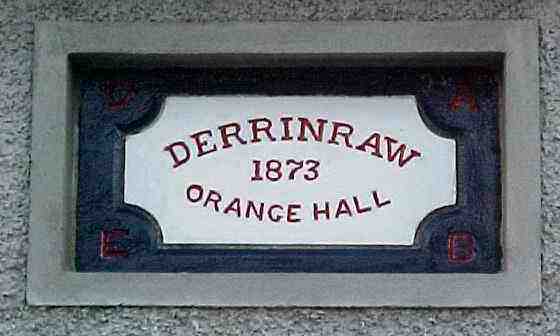 D A
DERRINRAW
1873
ORANGE HALL
E B